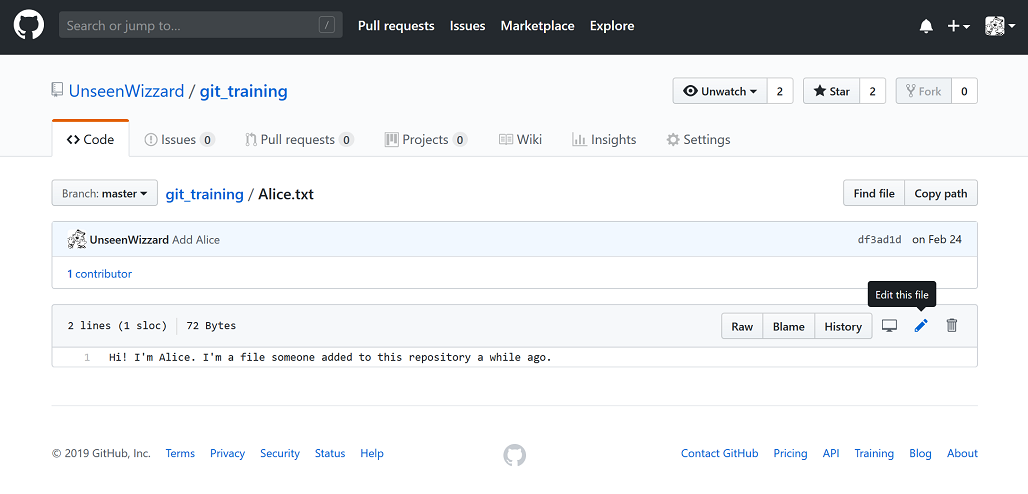 Search or jump to... /
Pull requests Issues Marketplace Explore
UnseenWizzard / git_training
Unwatch 2 Star 2 Fork 0
Code Issues 0 Pull requests 0 Projects 0 Wiki Insights Settings
Branch: master git_training / Alice.txt Find file Copy path
UnseenWizzard Add Alice df3ad1d on Feb 24
1 contributor
Edit this file
2 lines (1 sloc) 72 Bytes Raw Blame History
1 Hi! I'm Alice. I'm a file someone added to this repository a while ago.
© 2019 GitHub, Inc. Terms Privacy Security Status Help Contact GitHub Pricing API Training Blog About